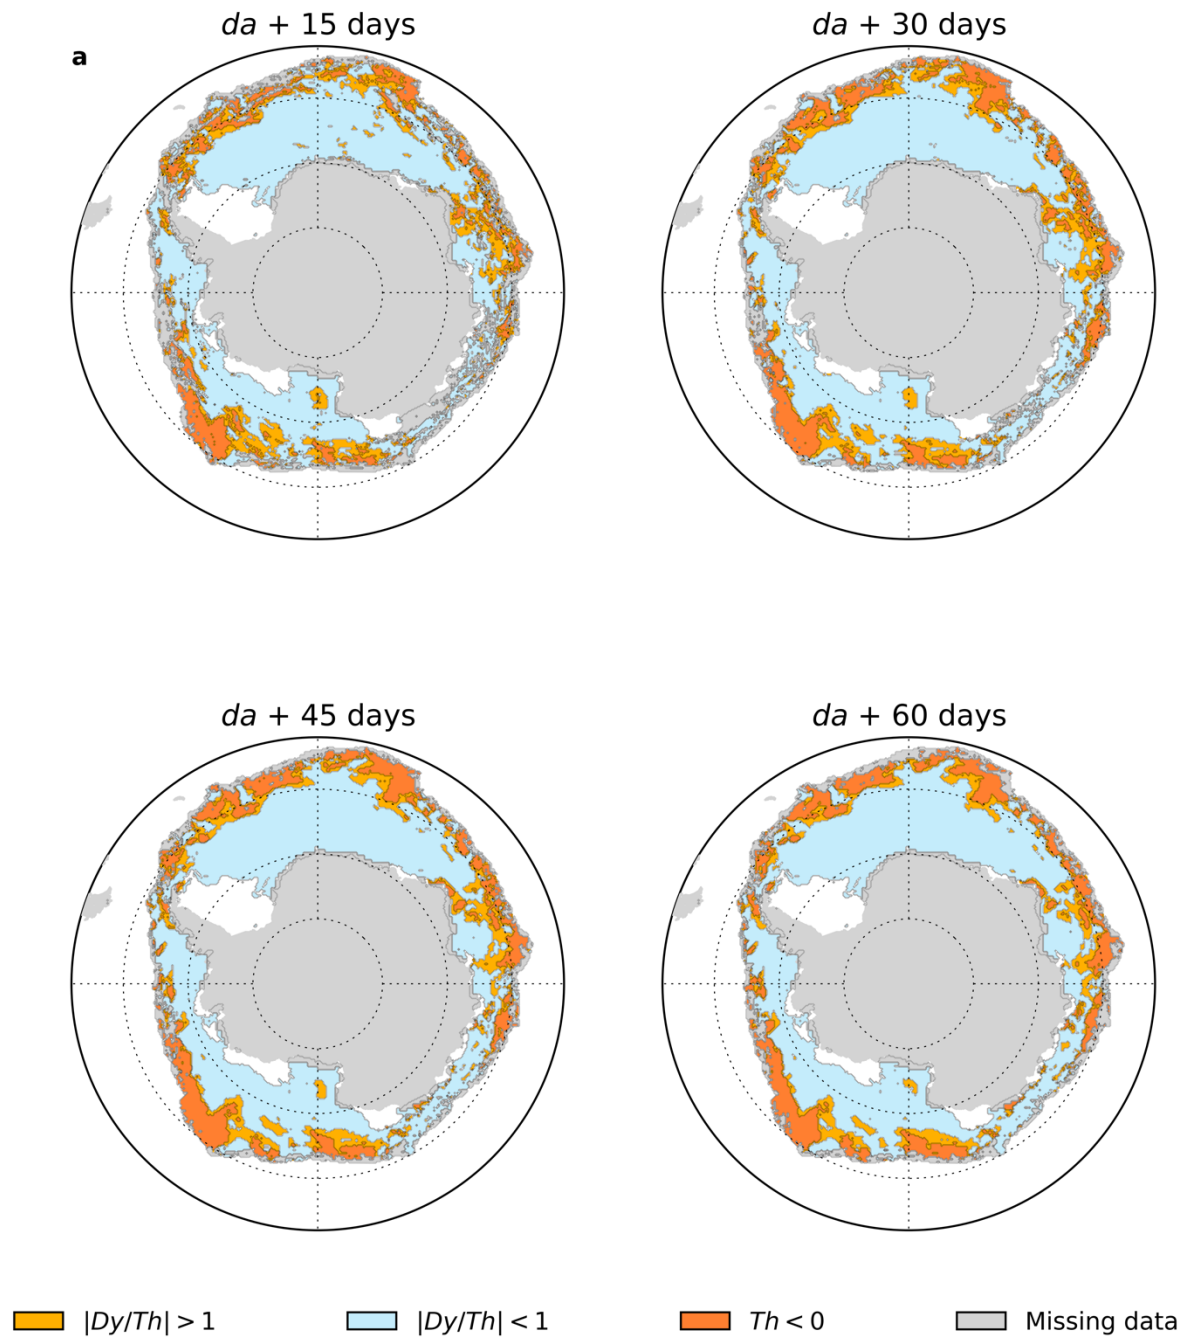 da + 15 days
da + 30 days
a
da + 45 days
da + 60 days
|Dy/Th| > 1
|Dy/Th| < 1
Th < 0
Missing data